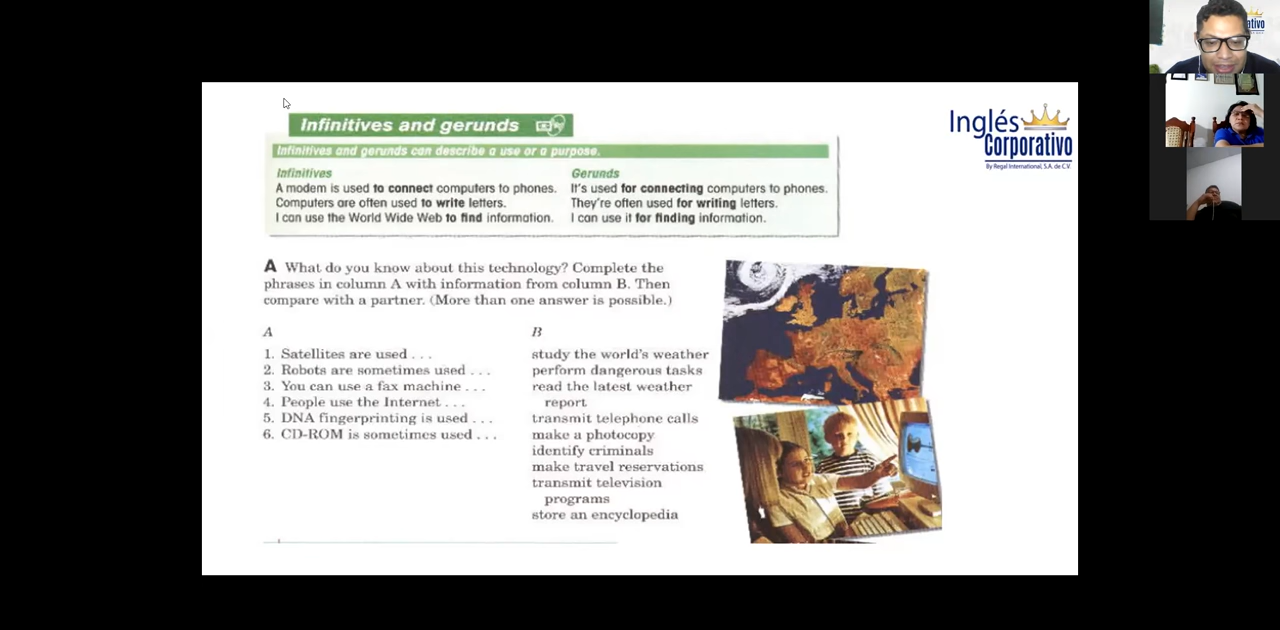 Infinitives and gerunds
Infinitives and gerunds can describe a use or a purpose.
Infinitives
A modem is used to connect computers to phones.
Computers are often used to write letters.
I can use the World Wide Web to find information.
Gerunds
It's used for connecting computers to phones.
They're often used for writing letters.
I can use it for finding information.
Inglés
Corporativo
By Regal International, S.A. de C.V.
A What do you know about this technology? Complete the
phrases in column A with information from column B. Then
compare with a partner. (More than one answer is possible.)
A
1. Satellites are used . . .
2. Robots are sometimes used . . .
3. You can use a fax machine . . .
4. People use the Internet . . .
5. DNA fingerprinting is used . . .
6. CD-ROM is sometimes used . . .
B
study the world's weather
perform dangerous tasks
read the latest weather
report
transmit telephone calls
make a photocopy
identify criminals
make travel reservations
transmit television
programs
store an encyclopedia
ativo